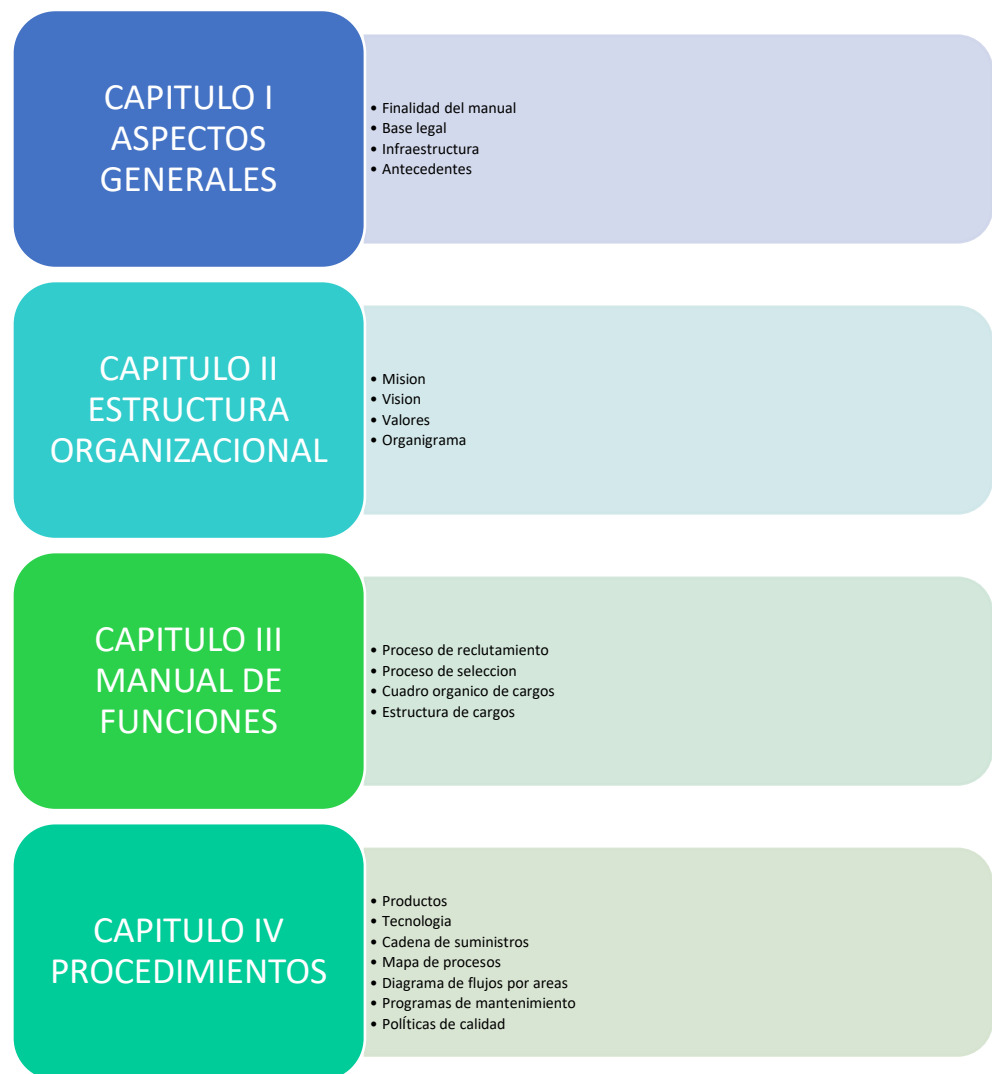 CAPITULO I
ASPECTOS
GENERALES
• Finalidad del manual
• Base legal
• Infraestructura
• Antecedentes
CAPITULO II
ESTRUCTURA
ORGANIZACIONAL
• Mision
• Vision
• Valores
• Organigrama
CAPITULO III
MANUAL DE
FUNCIONES
• Proceso de reclutamiento
• Proceso de seleccion
• Cuadro organico de cargos
• Estructura de cargos
CAPITULO IV
PROCEDIMIENTOS
• Productos
• Tecnologia
• Cadena de suministros
• Mapa de procesos
• Diagrama de flujos por areas
• Programas de mantenimiento
• PolÍticas de calidad